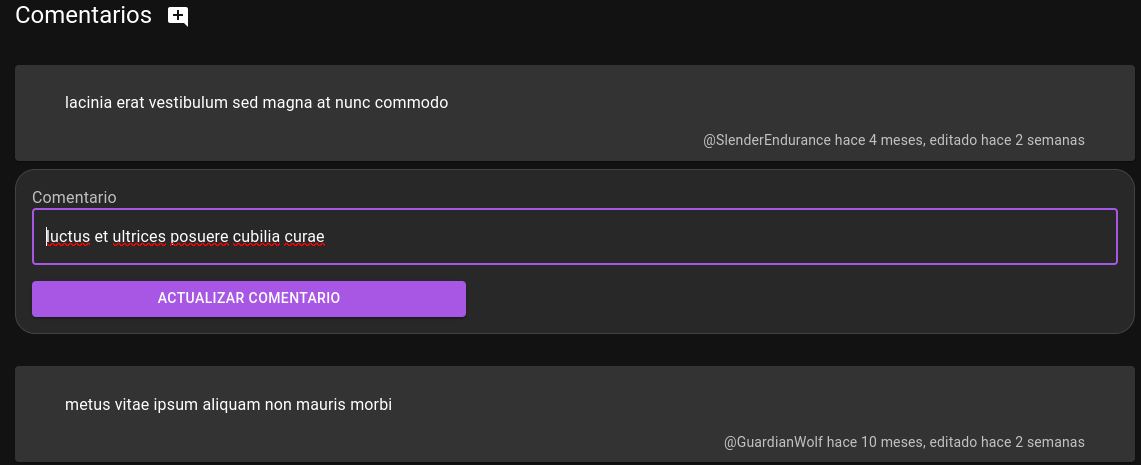 Comentarios
lacinia erat vestibulum sed magna at nunc commodo
@SlenderEndurance hace 4 meses, editado hace 2 semanas
Comentario
luctus et ultrices posuere cubilia curae
ACTUALIZAR COMENTARIO
metus vitae ipsum aliquam non mauris morbi
@GuardianWolf hace 10 meses, editado hace 2 semanas